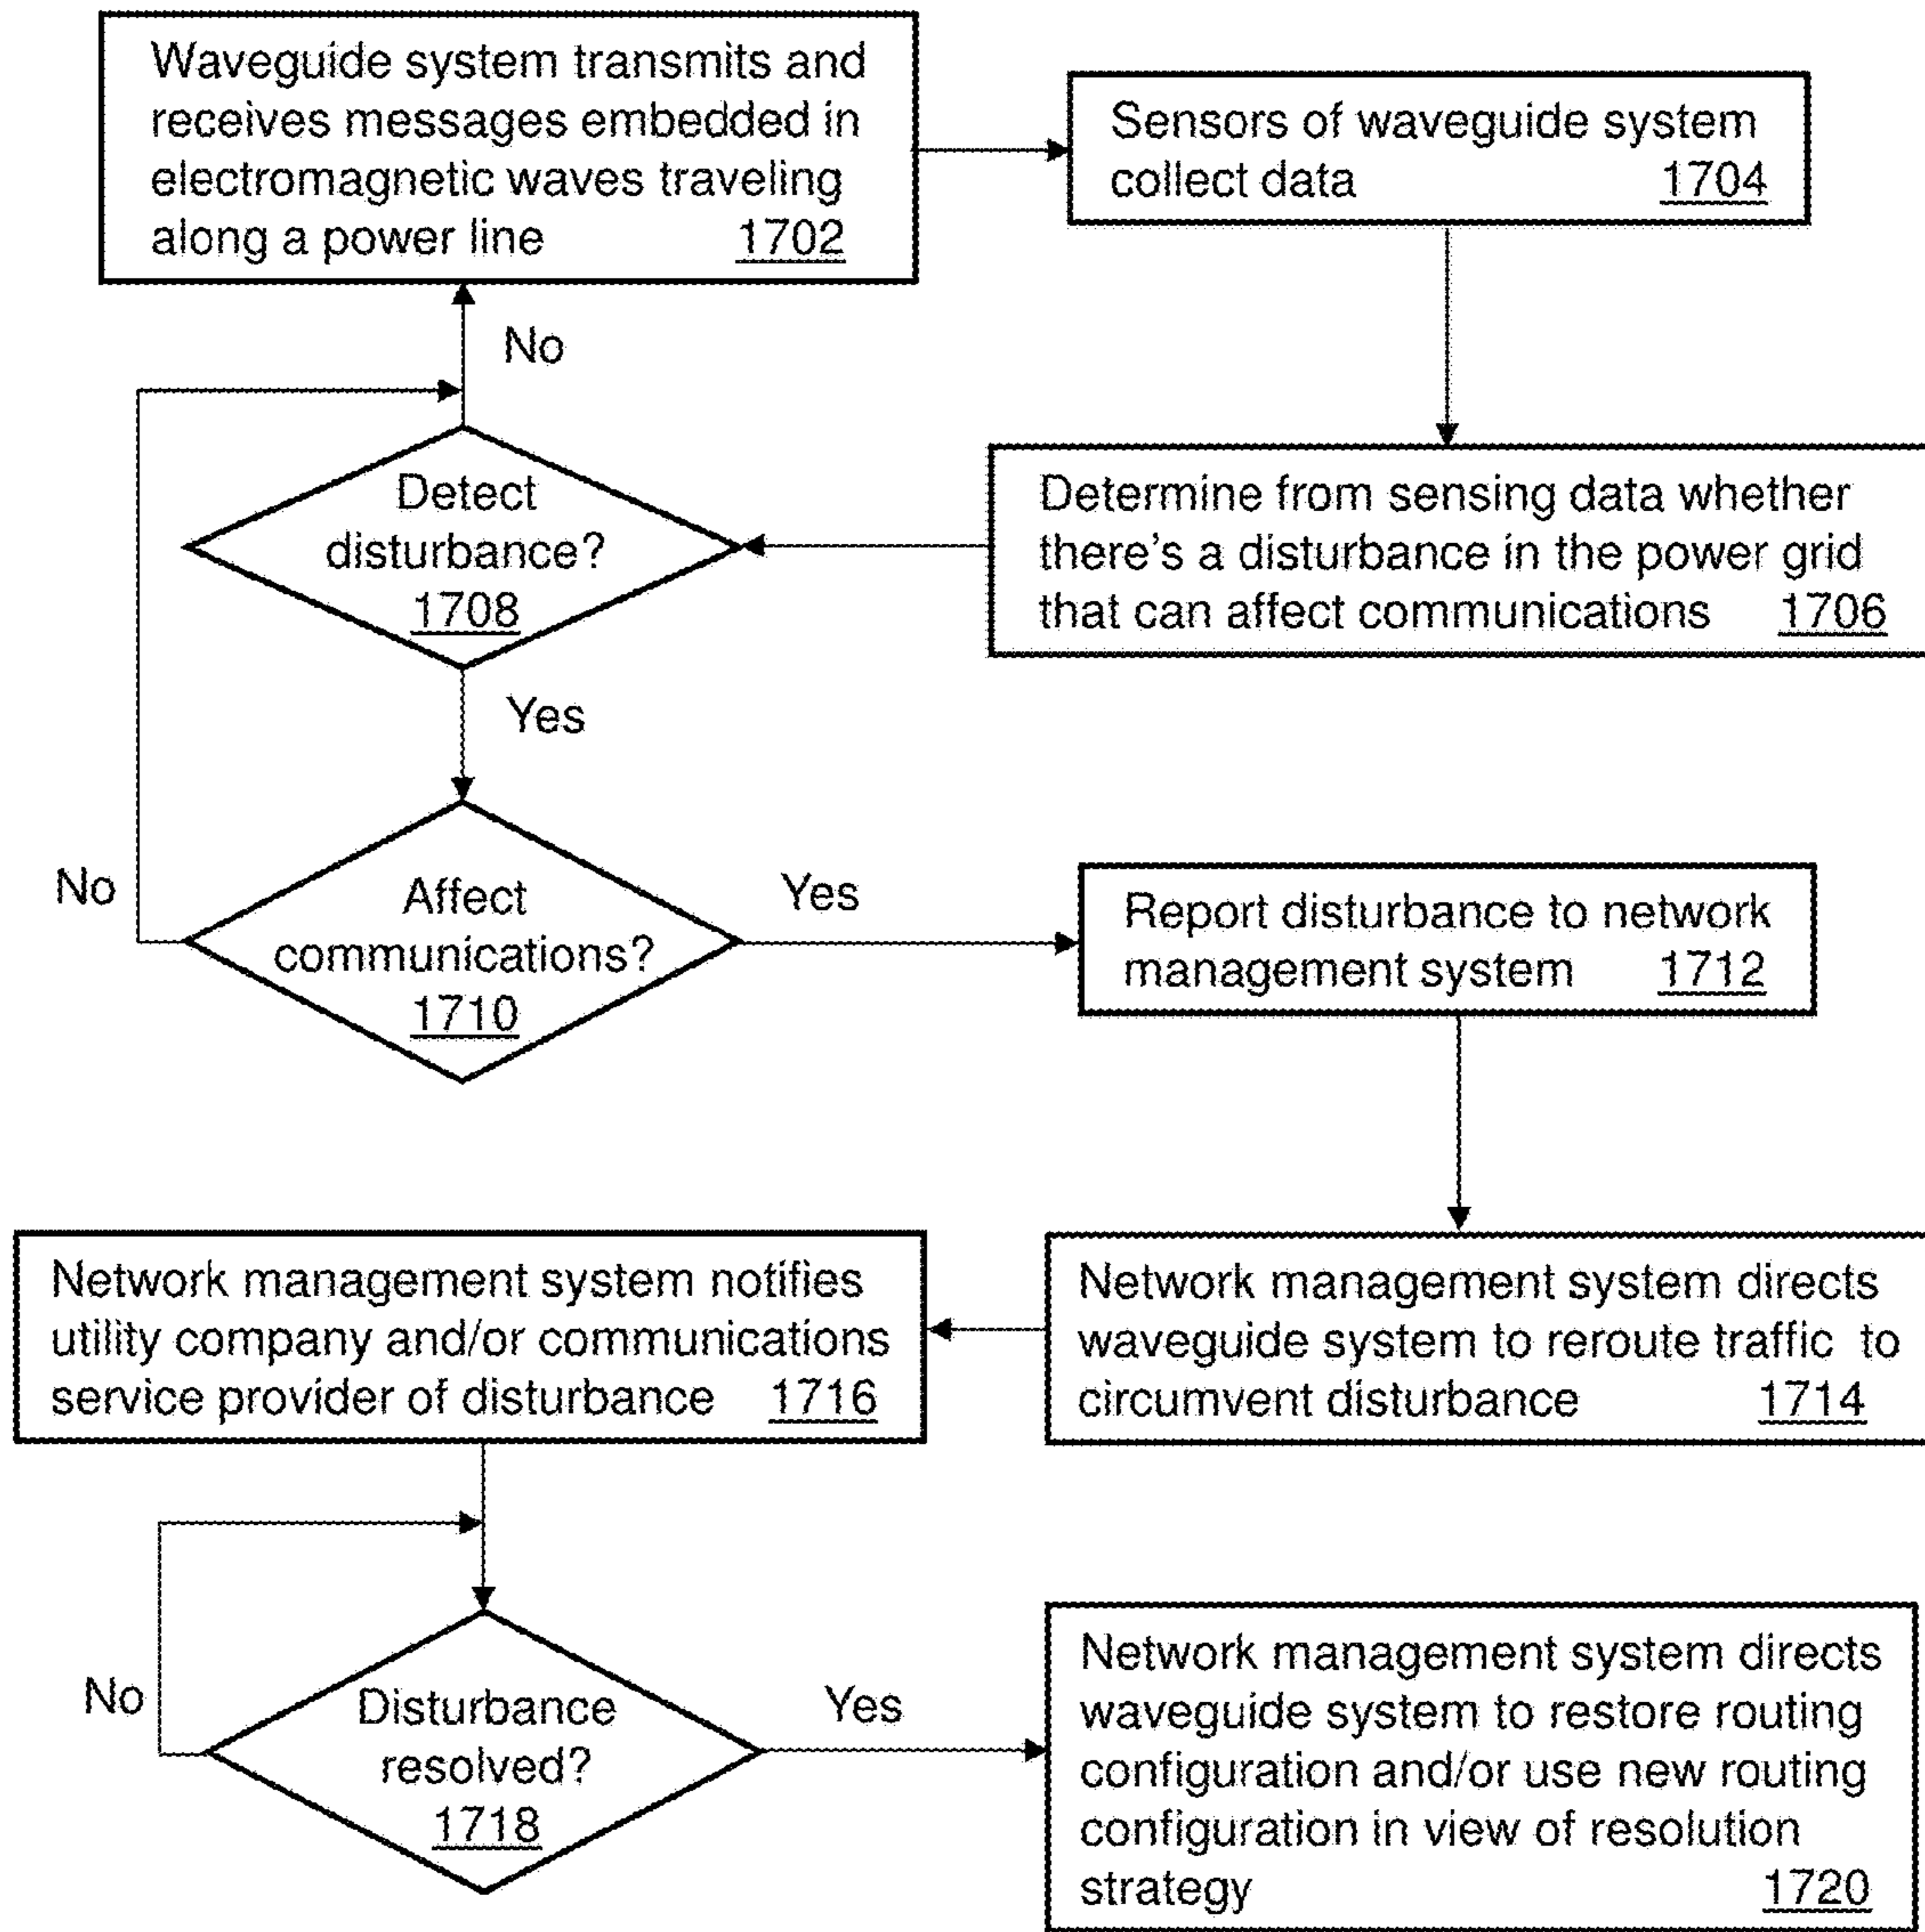 Waveguide system transmits and
receives messages embedded in
electromagnetic waves traveling
along a power line 1702
Sensors of waveguide system
collect data 1704
No
Detect
disturbance?
1708
Determine from sensing data whether
there's a disturbance in the power grid
that can affect communications 1706
Yes
No
Affect
communications?
1710
Yes
Report disturbance to network
management system 1712
Network management system notifies
utility company and/or communications
service provider of disturbance 1716
Network management system directs
waveguide system to reroute traffic to
circumvent disturbance 1714
No
Disturbance
resolved?
1718
Yes
Network management system directs
waveguide system to restore routing
configuration and/or use new routing
configuration in view of resolution
strategy 1720